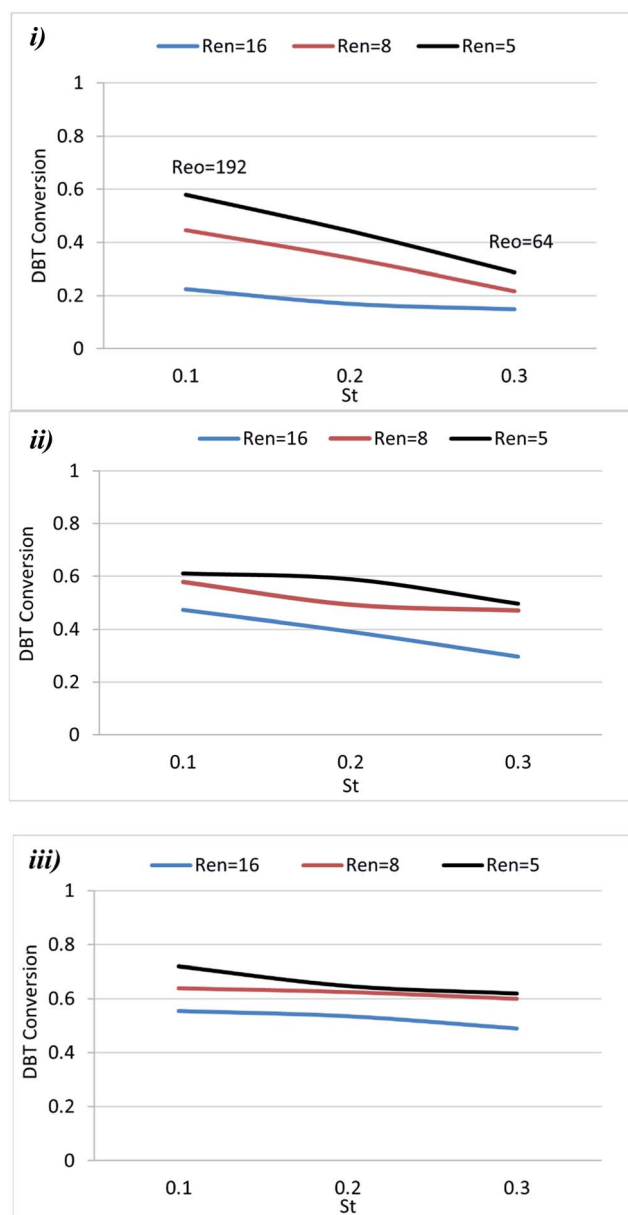 i)
Ren=16 Ren=8 Ren=5
1
0.8
Reo=192
0.6
Reo=64
0.4
0.2
0
DBT Conversion
0.1 0.2 0.3
St
ii)
Ren=16 Ren=8 Ren=5
1
0.8
0.6
0.4
0.2
0
DBT Conversion
0.1 0.2 0.3
St
iii)
Ren=16 Ren=8 Ren=5
1
0.8
0.6
0.4
0.2
0
DBT Conversion
0.1 0.2 0.3
St